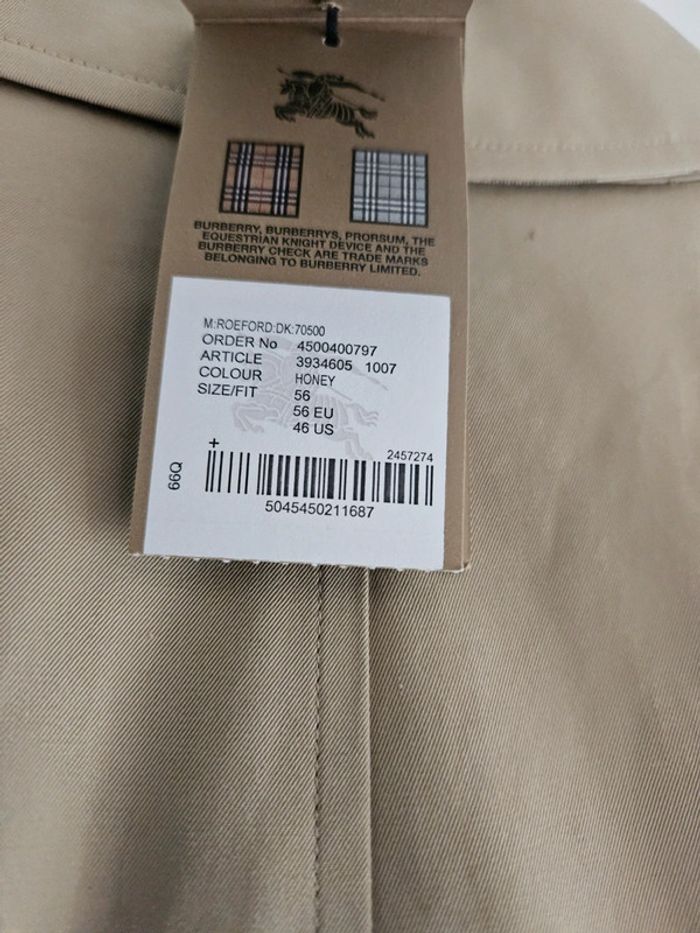 BURBERRY, BURBERRYS, PRORSUM, THE
EQUESTRIAN KNIGHT DEVICE AND THE
BURBERRY CHECK ARE TRADE MARKS
BELONGING TO BURBERRY LIMITED.
M:ROEFORD:DK:70500
ORDER No 4500400797
ARTICLE 3934605 1007
COLOUR HONEY
SIZE/FIT 56
56 EU
46 US
+
2457274
66Q
5045450211687